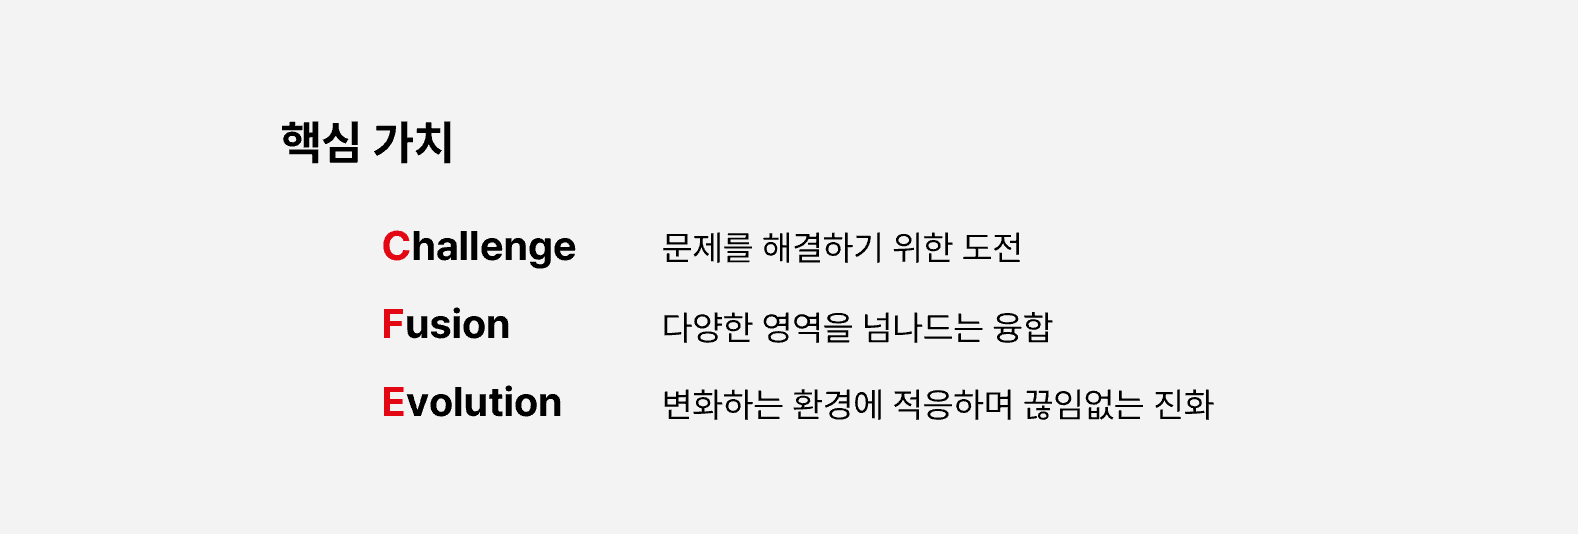 핵심 가치
Challenge 문제를 해결하기 위한 도전
Fusion 다양한 영역을 넘나드는 융합
Evolution 변화하는 환경에 적응하며 끊임없는 진화